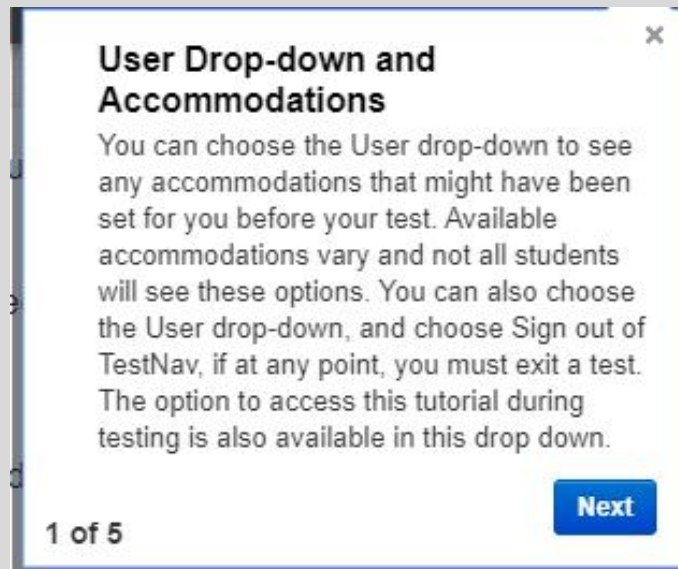 ×
User Drop-down and
Accommodations
You can choose the User drop-down to see
any accommodations that might have been
set for you before your test. Available
accommodations vary and not all students
will see these options. You can also choose
the User drop-down, and choose Sign out of
TestNav, if at any point, you must exit a test.
The option to access this tutorial during
testing is also available in this drop down.
Next
1 of 5